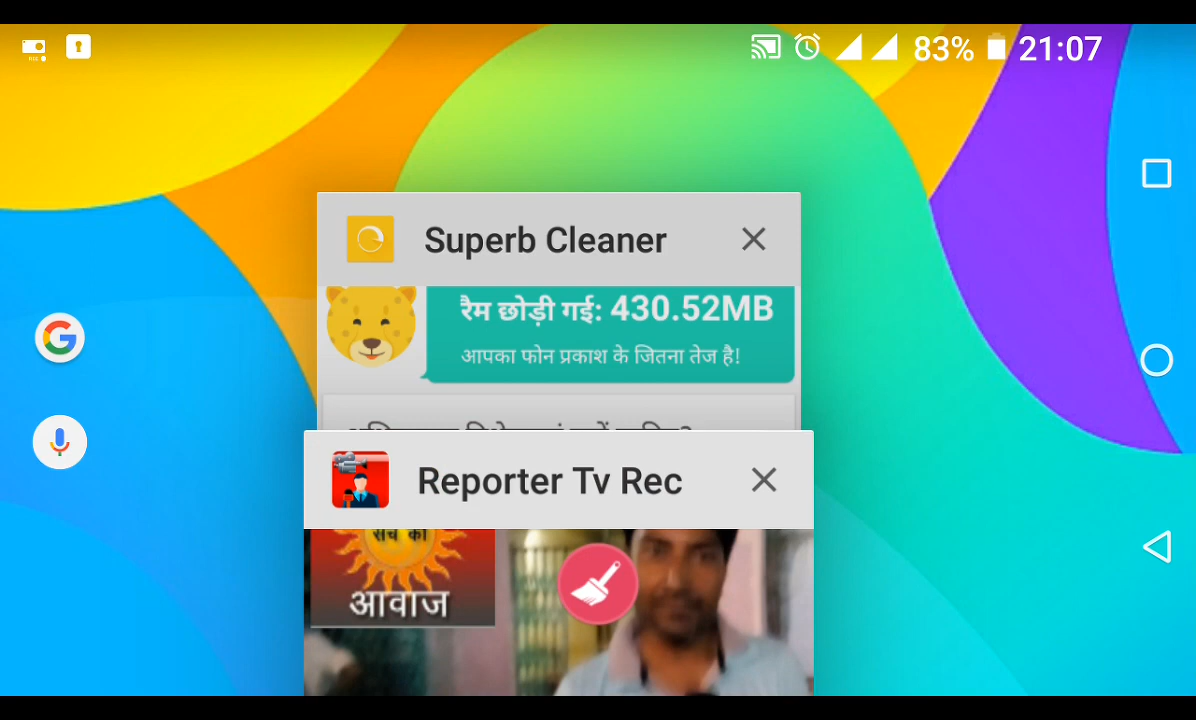 83% 21:07
Superb Cleaner
रैम छोड़ी गई: 430.52MB
आपका फोन प्रकाश के जितना तेज है!
Reporter Tv Rec
सच की
आवाज